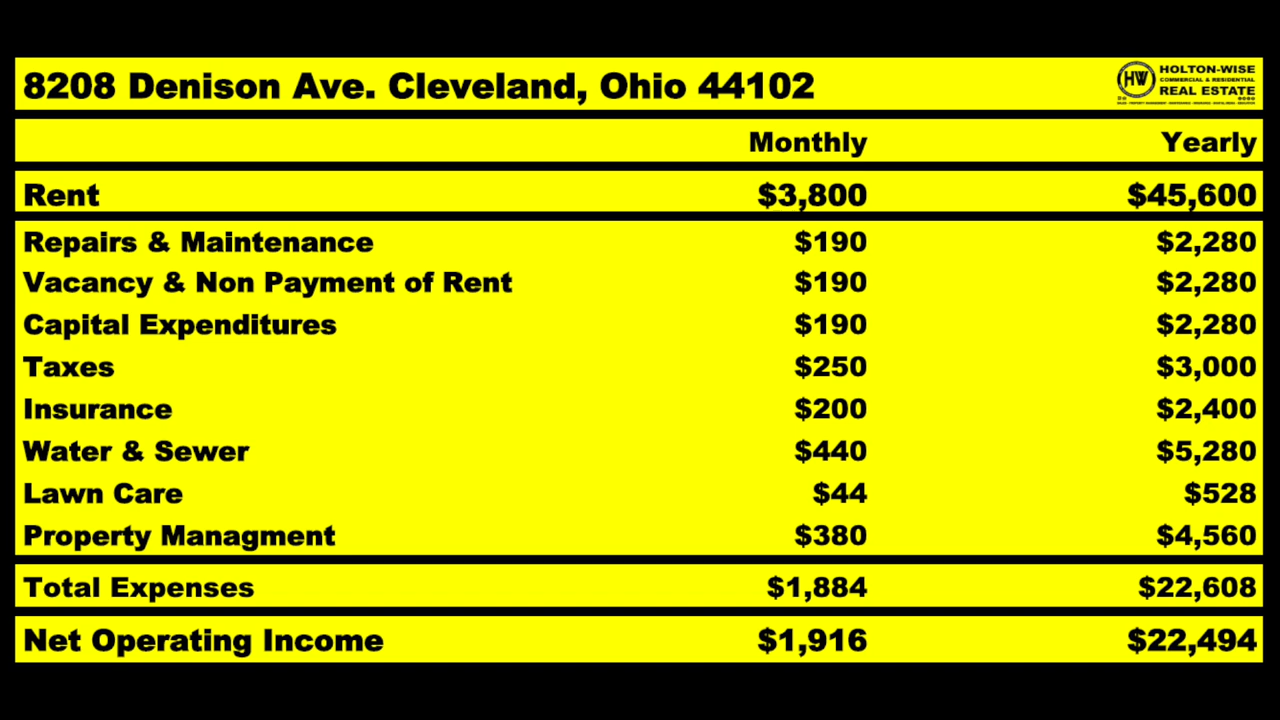 8208 Denison Ave. Cleveland, Ohio 44102
HW
HOLTON-WISE
COMMERCIAL & RESIDENTIAL
REAL ESTATE
Monthly Yearly
Rent $3,800 $45,600
Repairs & Maintenance $190 $2,280
Vacancy & Non Payment of Rent $190 $2,280
Capital Expenditures $190 $2,280
Taxes $250 $3,000
Insurance $200 $2,400
Water & Sewer $440 $5,280
Lawn Care $44 $528
Property Managment $380 $4,560
Total Expenses $1,884 $22,608
Net Operating Income $1,916 $22,494